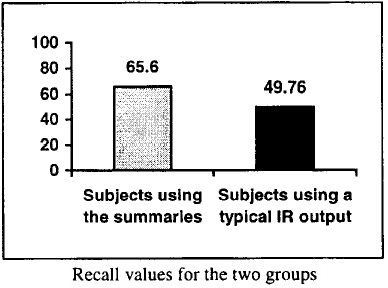 100
80
60
40
20
0
65.6
49.76
Subjects using
the summaries
Subjects using a
typical IR output
Recall values for the two groups